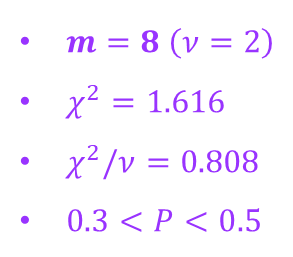 • m = 8 (ν = 2)
• χ² = 1.616
• χ²/ν = 0.808
• 0.3 < P < 0.5